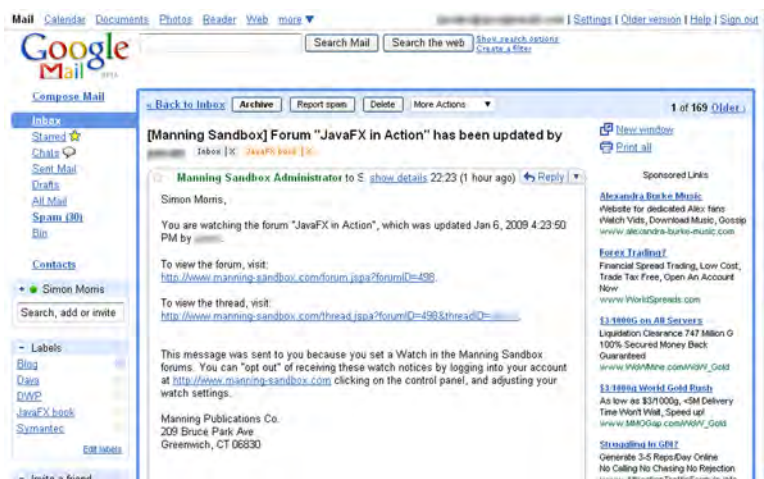 Mail Calendar Documents Photos Reader Web more ▼
| Settings | Older version | Help | Sign out
Google
Mail
BETA
Search Mail Search the web
Show search options
Create a filter
Compose Mail
Inbox
Starred
Chats
Sent Mail
Drafts
All Mail
Spam (30)
Bin
Contacts
Simon Morris
Search, add or invite
- Labels
Blog
Dava
DWP
JavaFX book
Symantec
Edit labels
- Invite a friend
« Back to Inbox Archive Report spam Delete More Actions ▼
1 of 169 Older ›
[Manning Sandbox] Forum "JavaFX in Action" has been updated by
Inbox | X JavaFX book | X
Manning Sandbox Administrator to S show details 22:23 (1 hour ago) Reply ▼
Simon Morris,
You are watching the forum "JavaFX in Action", which was updated Jan 6, 2009 4:23:50
PM by
To view the forum, visit:
http://www.manning-sandbox.com/forum.jspa?forumID=498.
To view the thread, visit:
http://www.manning-sandbox.com/thread.jspa?forumID=498&threadID=
This message was sent to you because you set a Watch in the Manning Sandbox
forums. You can "opt out" of receiving these watch notices by logging into your account
at http://www.manning-sandbox.com clicking on the control panel, and adjusting your
watch settings.
Manning Publications Co.
209 Bruce Park Ave
Greenwich, CT 06830
New window
Print all
Sponsored Links
Alexandra Burke Music
Website for dedicated Alex fans
Watch Vids, Download Music, Gossip
www.alexandra-burke-music.com
Forex Trading?
Financial Spread Trading, Low Cost,
Trade Tax Free, Open An Account
Now
www.WorldSpreads.com
$3/1000G on All Servers
Liquidation Clearance 747 Million G
100% Secured Money Back
Guaranteed
$3/1000g World Gold Rush
As low as $3/1000g, <5M Delivery
Time Won't Wait, Speed up!
www.MMOGap.com/WoW_Gold
Struggling In GDI?
Generate 3-5 Reps/Day Online
No Calling No Chasing No Rejection